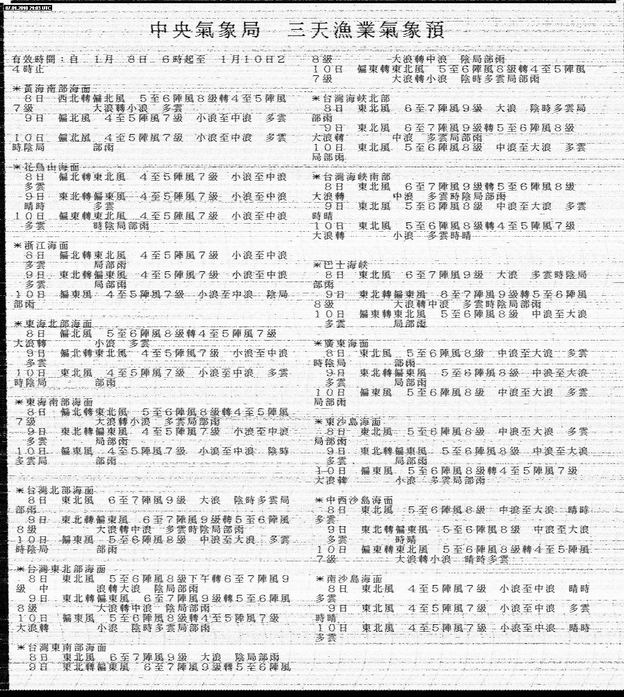 中央氣象局　三天漁業氣象預
有效時間：自　1月　8日　6時起至　1月10日2
4時止
＊黃海南部海面
8日　西北轉偏北風　5至6陣風8級轉4至5陣風
7級　大浪轉小浪　多雲
9日　偏北風　4至5陣風7級　小浪至中浪　多雲
10日　偏北風　4至5陣風7級　小浪至中浪　多雲
時陰局　部雨
＊花鳥山海面
8日　偏北轉東北風　4至5陣風7級　小浪至中浪
多雲
9日　東北轉偏東風　4至5陣風7級　小浪至中浪
晴時　多雲
10日　偏東轉東北風　4至5陣風7級　小浪至中浪
多雲　時陰局部雨
＊浙江海面
8日　偏北轉東北風　4至5陣風7級　小浪至中浪
多雲　局部雨
9日　東北轉偏東風　4至5陣風7級　小浪至中浪
多雲　局部雨
10日　偏東風　4至5陣風7級　小浪至中浪　陰局
部雨
＊東海北部海面
8日　偏北風　5至6陣風8級轉4至5陣風7級
大浪轉　小浪　多雲
9日　偏北轉東北風　4至5陣風7級　小浪至中浪
多雲
10日　東北風　4至5陣風7級　小浪至中浪　多雲
時陰局　部雨
＊東海南部海面
8日　偏北轉東北風　5至6陣風8級轉4至5陣風
7級　大浪轉小浪　多雲局部雨
9日　東北轉偏東風　4至5陣風7級　小浪至中浪
多雲　局部雨
10日　偏東風　4至5陣風7級　小浪至中浪　陰時
多雲局　部雨
＊台灣北部海面
8日　東北風　6至7陣風9級　大浪　陰時多雲局
部雨
9日　東北轉偏東風　6至7陣風9級轉5至6陣風
8級　大浪轉中浪　多雲時陰局部雨
10日　偏東風　5至6陣風8級　中浪至大浪　多雲
時陰局　部雨
＊台灣東北部海面
8日　東北風　5至6陣風8級下午轉6至7陣風9
級　中　浪轉大浪　陰局部雨
9日　東北轉偏東風　6至7陣風9級轉5至6陣風
8級　大浪轉中浪　陰局部雨
10日　偏東風　5至6陣風8級轉4至5陣風7級
大浪轉　小浪　陰時多雲局部雨
＊台灣東南部海面
8日　東北風　6至7陣風9級　大浪　陰局部雨
9日　東北轉偏東風　6至7陣風9級轉5至6陣風
8級　大浪轉中浪　陰局部雨
10日　偏東轉東北風　5至6陣風8級轉4至5陣風
7級　大浪轉小浪　陰時多雲局部雨
＊台灣海峽北部
8日　東北風　6至7陣風9級　大浪　陰時多雲局
部雨
9日　東北風　6至7陣風9級轉5至6陣風8級
大浪轉　中浪　多雲局部雨
10日　東北風　5至6陣風8級　中浪至大浪　多雲
局部雨
＊台灣海峽南部
8日　東北風　6至7陣風9級轉5至6陣風8級
大浪轉　中浪　多雲時陰局部雨
9日　東北風　5至6陣風8級　中浪至大浪　多雲
時晴
10日　東北風　5至6陣風8級轉4至5陣風7級
大浪轉　小浪　多雲時晴
＊巴士海峽
8日　東北風　6至7陣風9級　大浪　多雲時陰局
部雨
9日　東北轉偏東風　6至7陣風9級轉5至6陣風
8級　大浪轉中浪　多雲時陰局部雨
10日　偏東轉東北風　5至6陣風8級　中浪至大浪
多雲　局部雨
＊廣東海面
8日　東北風　5至6陣風8級　中浪至大浪　多雲
時陰局　部雨
9日　東北轉偏東風　5至6陣風8級　中浪至大浪
多雲　局部雨
10日　偏東風　5至6陣風8級　中浪至大浪　多雲
局部雨
＊東沙島海面
8日　東北風　5至6陣風8級　中浪至大浪　多雲
局部雨
9日　東北轉偏東風　5至6陣風8級　中浪至大浪
多雲　局部雨
10日　偏東風　5至6陣風8級轉4至5陣風7級
大浪轉　小浪　多雲局部雨
＊中西沙島海面
8日　東北風　5至6陣風8級　中浪至大浪　晴時
多雲
9日　東北轉偏東風　5至6陣風8級　中浪至大浪
多雲　時晴
10日　偏東轉東北風　5至6陣風8級轉4至5陣風
7級　大浪轉小浪　晴時多雲
＊南沙島海面
8日　東北風　4至5陣風7級　小浪至中浪　晴時
多雲
9日　東北風　4至5陣風7級　小浪至中浪　多雲
時晴
10日　東北風　4至5陣風7級　小浪至中浪　晴時
多雲